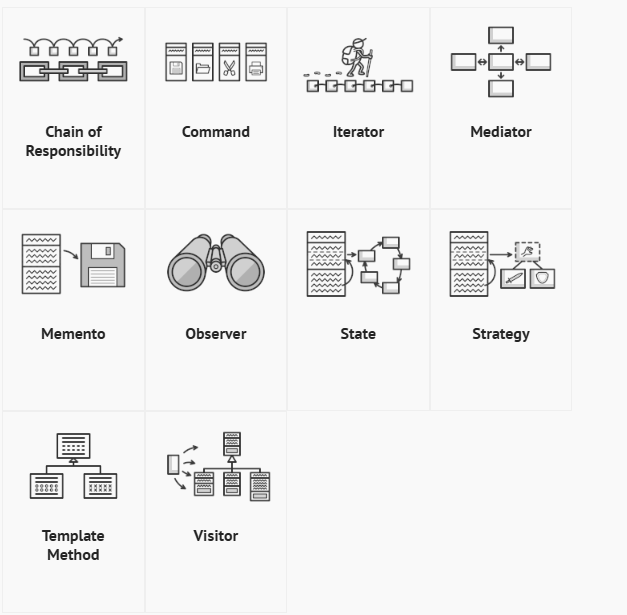 Chain of
Responsibility
Command
Iterator
Mediator
Memento
Observer
State
Strategy
Template
Method
Visitor